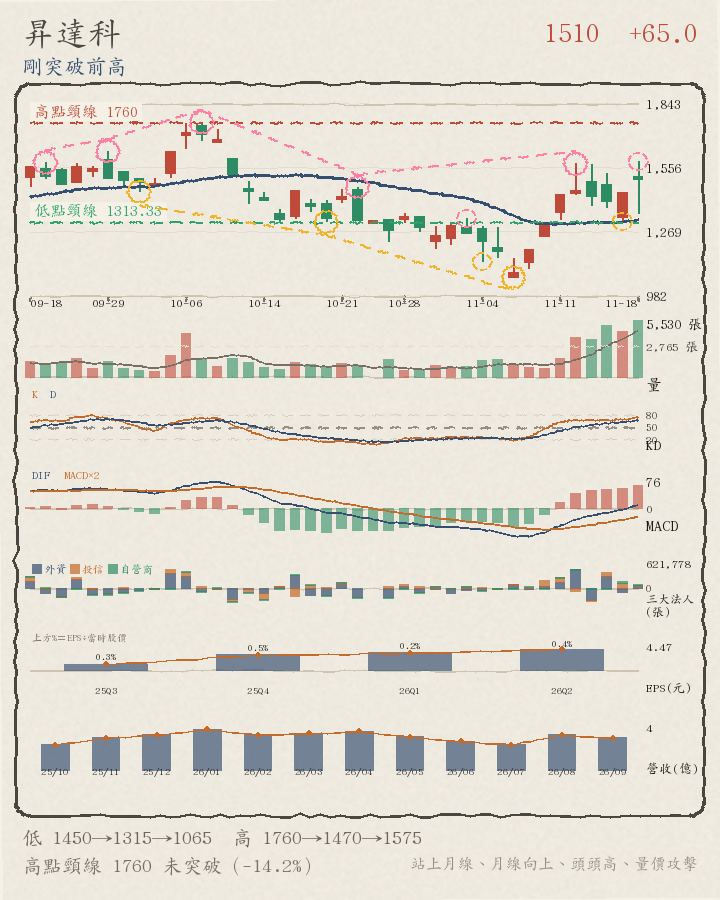 昇達科
1510 +65.0
剛突破前高
高點頸線 1760
低點頸線 1313.33
1,843
1,556
1,269
982
09-18 09-29 10-06 10-14 10-21 10-28 11-04 11-11 11-18
5,530 張
2,765 張
量
K D
80
50
20
KD
DIF MACD×2
76
0
MACD
外資 投信 自營商
621.778
0
三大法人
(張)
上方%=EPS÷當時股價
0.3% 0.5% 0.2% 0.4%
4.47
25Q3 25Q4 26Q1 26Q2
EPS(元)
4
25/10 25/11 25/12 26/01 26/02 26/03 26/04 26/05 26/06 26/07 26/08 26/09
營收(億)
低 1450→1315→1065 高 1760→1470→1575
高點頸線 1760 未突破 (-14.2%)
站上月線、月線向上、頭頭高、量價攻擊